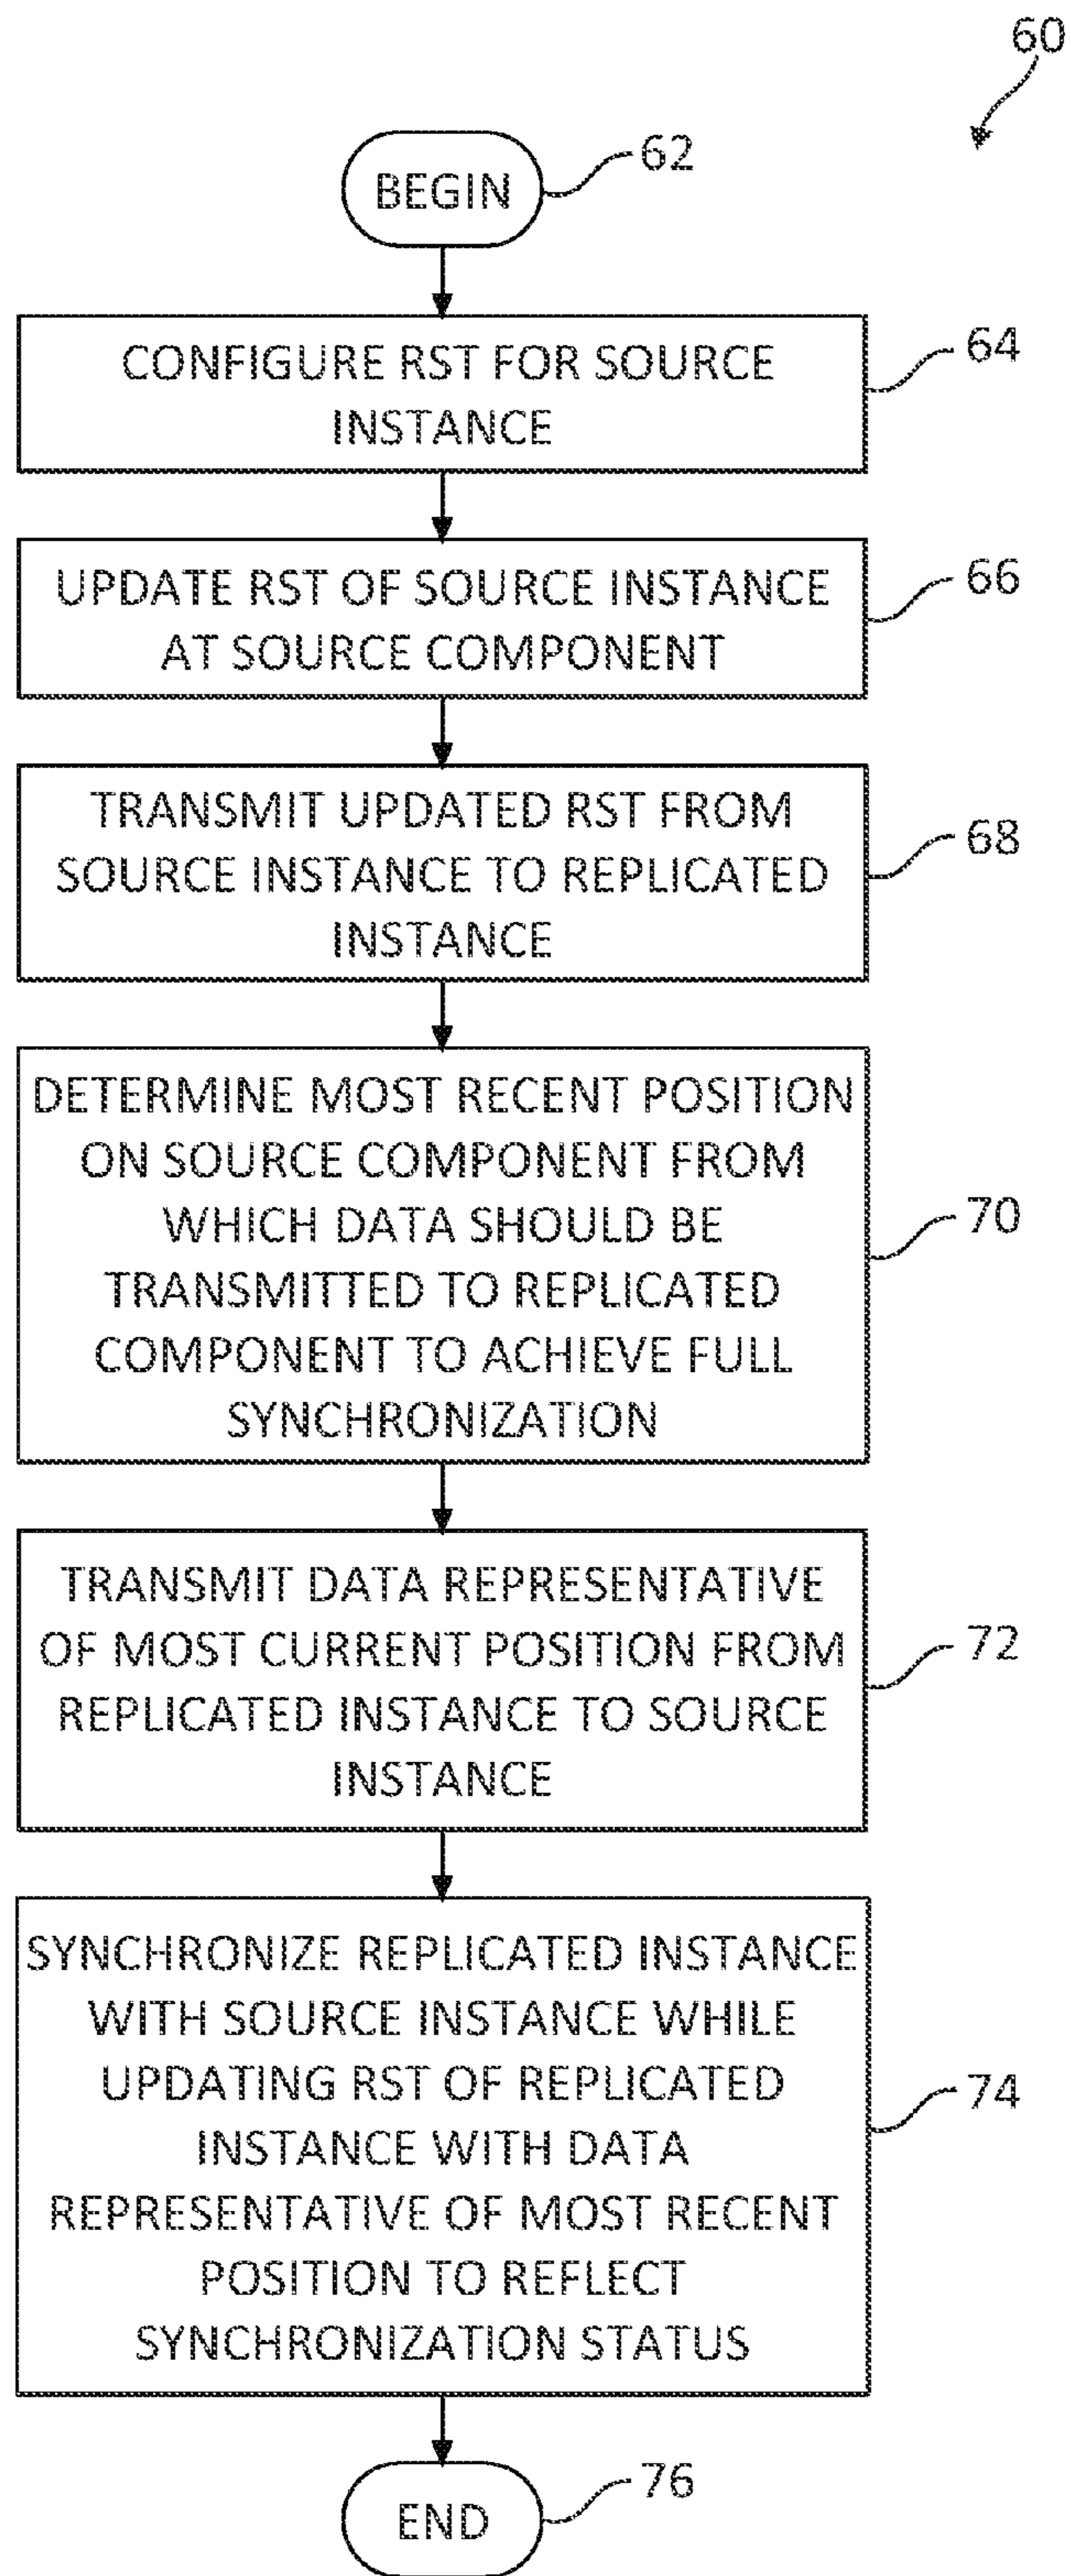 60
BEGIN
62
CONFIGURE RST FOR SOURCE
INSTANCE
64
UPDATE RST OF SOURCE INSTANCE
AT SOURCE COMPONENT
66
TRANSMIT UPDATED RST FROM
SOURCE INSTANCE TO REPLICATED
INSTANCE
68
DETERMINE MOST RECENT POSITION
ON SOURCE COMPONENT FROM
WHICH DATA SHOULD BE
TRANSMITTED TO REPLICATED
COMPONENT TO ACHIEVE FULL
SYNCHRONIZATION
70
TRANSMIT DATA REPRESENTATIVE
OF MOST CURRENT POSITION FROM
REPLICATED INSTANCE TO SOURCE
INSTANCE
72
SYNCHRONIZE REPLICATED INSTANCE
WITH SOURCE INSTANCE WHILE
UPDATING RST OF REPLICATED
INSTANCE WITH DATA
REPRESENTATIVE OF MOST RECENT
POSITION TO REFLECT
SYNCHRONIZATION STATUS
74
END
76